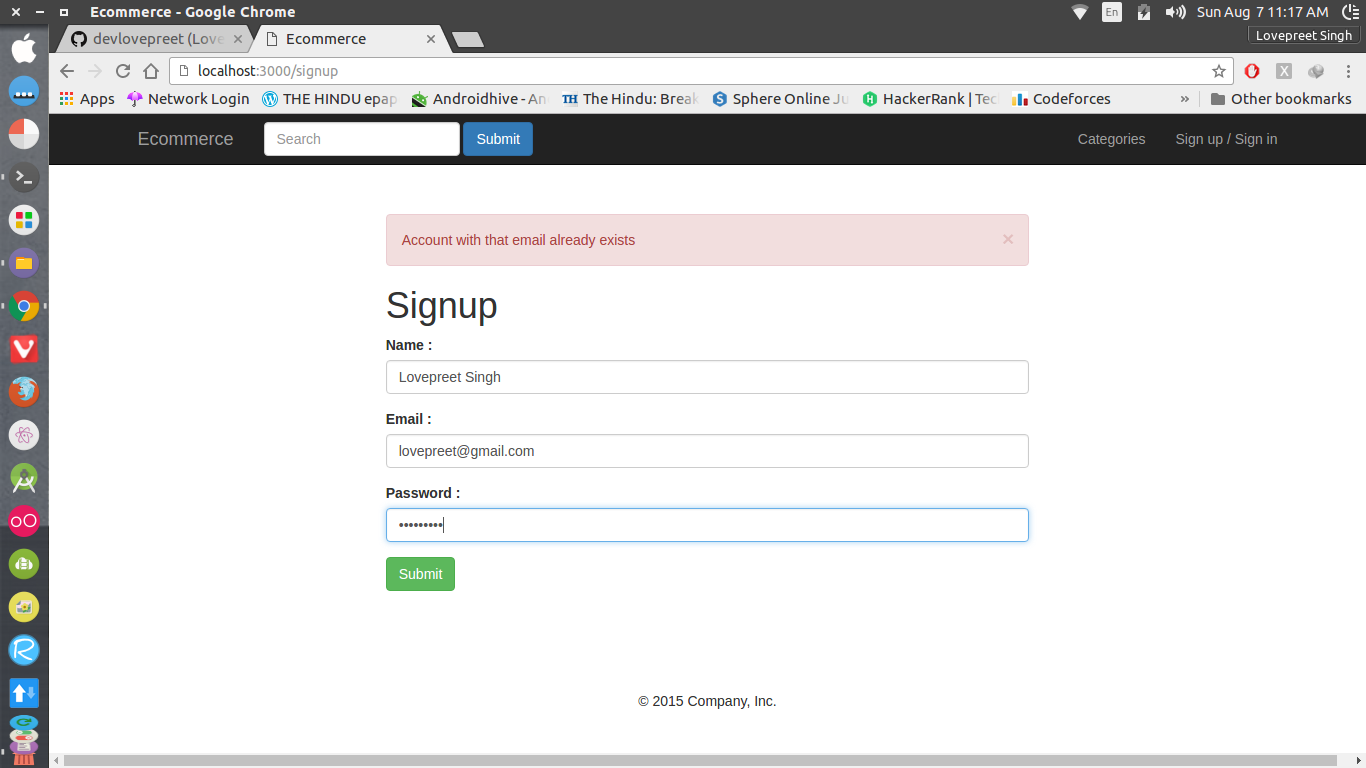 Ecommerce - Google Chrome
En
Sun Aug 7 11:17 AM
devlovepreet (Love
Ecommerce
Lovepreet Singh
localhost:3000/signup
Apps
Network Login
THE HINDU epap
Androidhive - An
The Hindu: Break
Sphere Online Ju
HackerRank | Tec
Codeforces
»
Other bookmarks
Ecommerce
Search
Submit
Categories
Sign up / Sign in
Account with that email already exists
×
Signup
Name :
Lovepreet Singh
Email :
lovepreet@gmail.com
Password :
•••••••••
Submit
© 2015 Company, Inc.